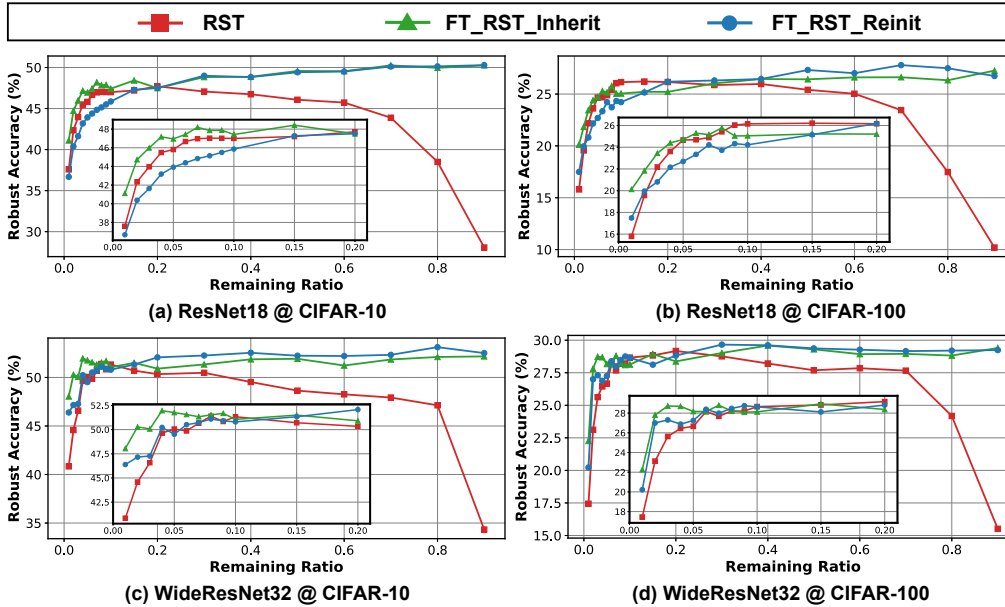 RST FT_RST_Inherit FT_RST_Reinit
Robust Accuracy (%)
50
45
40
35
30
48
46
44
42
40
38
36
0.00 0.05 0.10 0.15 0.20
0.0 0.2 0.4 0.6 0.8
Remaining Ratio
(a) ResNet18 @ CIFAR-10
Robust Accuracy (%)
25
20
15
10
26
24
22
20
18
16
0.00 0.05 0.10 0.15 0.20
0.0 0.2 0.4 0.6 0.8
Remaining Ratio
(b) ResNet18 @ CIFAR-100
Robust Accuracy (%)
50
45
40
35
52.5
50.0
47.5
45.0
42.5
0.00 0.05 0.10 0.15 0.20
0.0 0.2 0.4 0.6 0.8
Remaining Ratio
(c) WideResNet32 @ CIFAR-10
Robust Accuracy (%)
30.0
27.5
25.0
22.5
20.0
17.5
15.0
28
26
24
22
20
18
0.00 0.05 0.10 0.15 0.20
0.0 0.2 0.4 0.6 0.8
Remaining Ratio
(d) WideResNet32 @ CIFAR-100